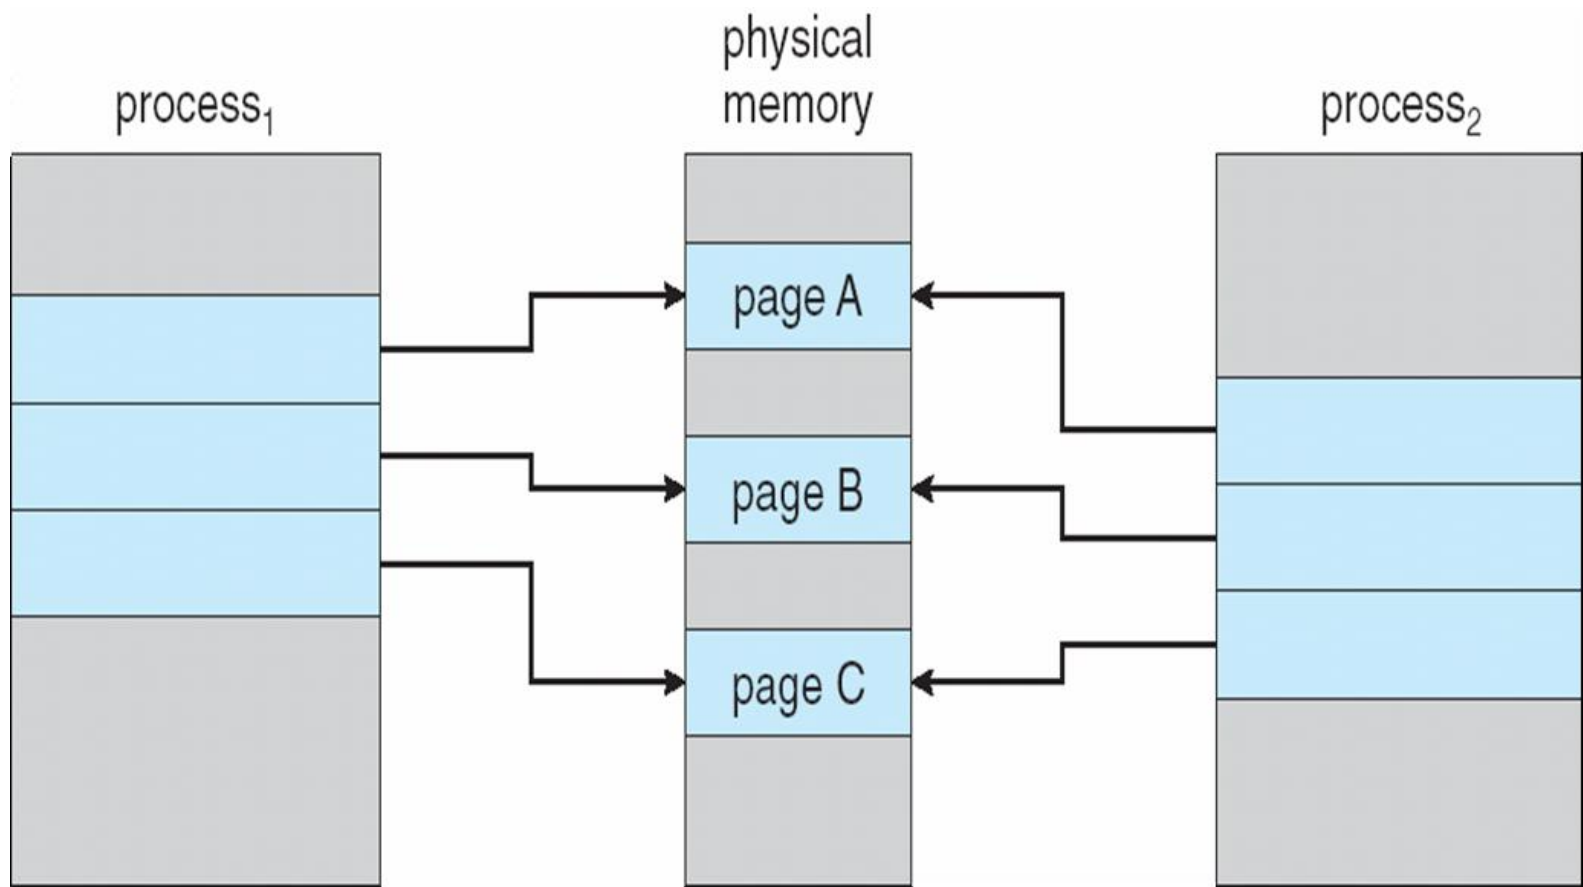 physical
memory
process₁
process₂
page A
page B
page C